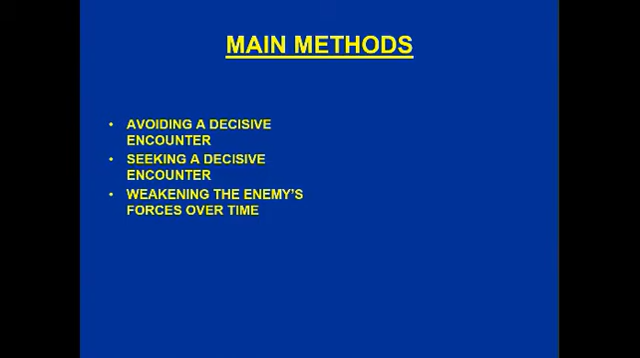 MAIN METHODS
• AVOIDING A DECISIVE
ENCOUNTER
• SEEKING A DECISIVE
ENCOUNTER
• WEAKENING THE ENEMY'S
FORCES OVER TIME